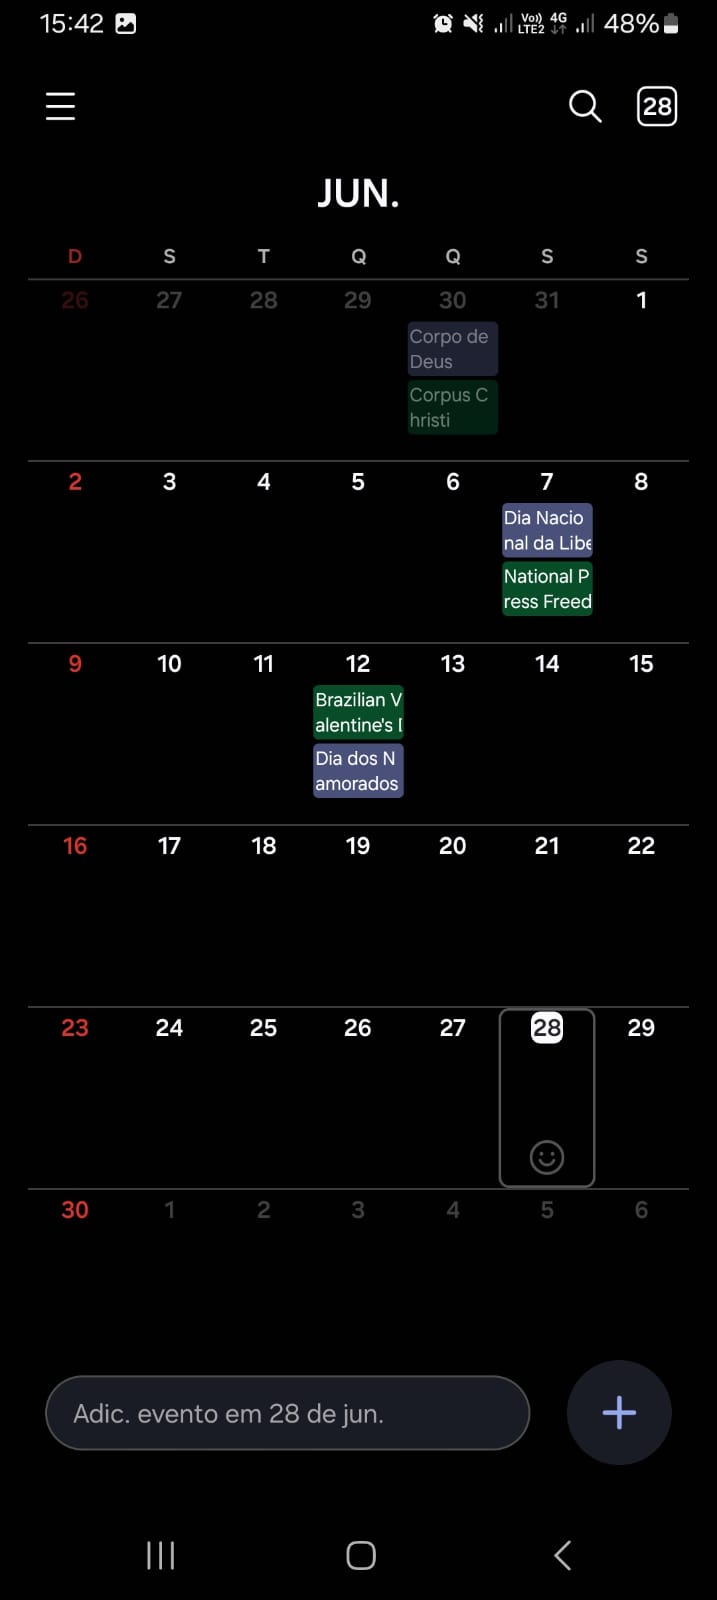 15:42 Vo)) LTE2 4G 48%
28
JUN.
D S T Q Q S S
26 27 28 29 30 31 1
Corpo de
Deus
Corpus C
hristi
2 3 4 5 6 7 8
Dia Nacio
nal da Libe
National P
ress Freed
9 10 11 12 13 14 15
Brazilian V
alentine's
Dia dos N
amorados
16 17 18 19 20 21 22
23 24 25 26 27 28 29
30 1 2 3 4 5 6
Adic. evento em 28 de jun.